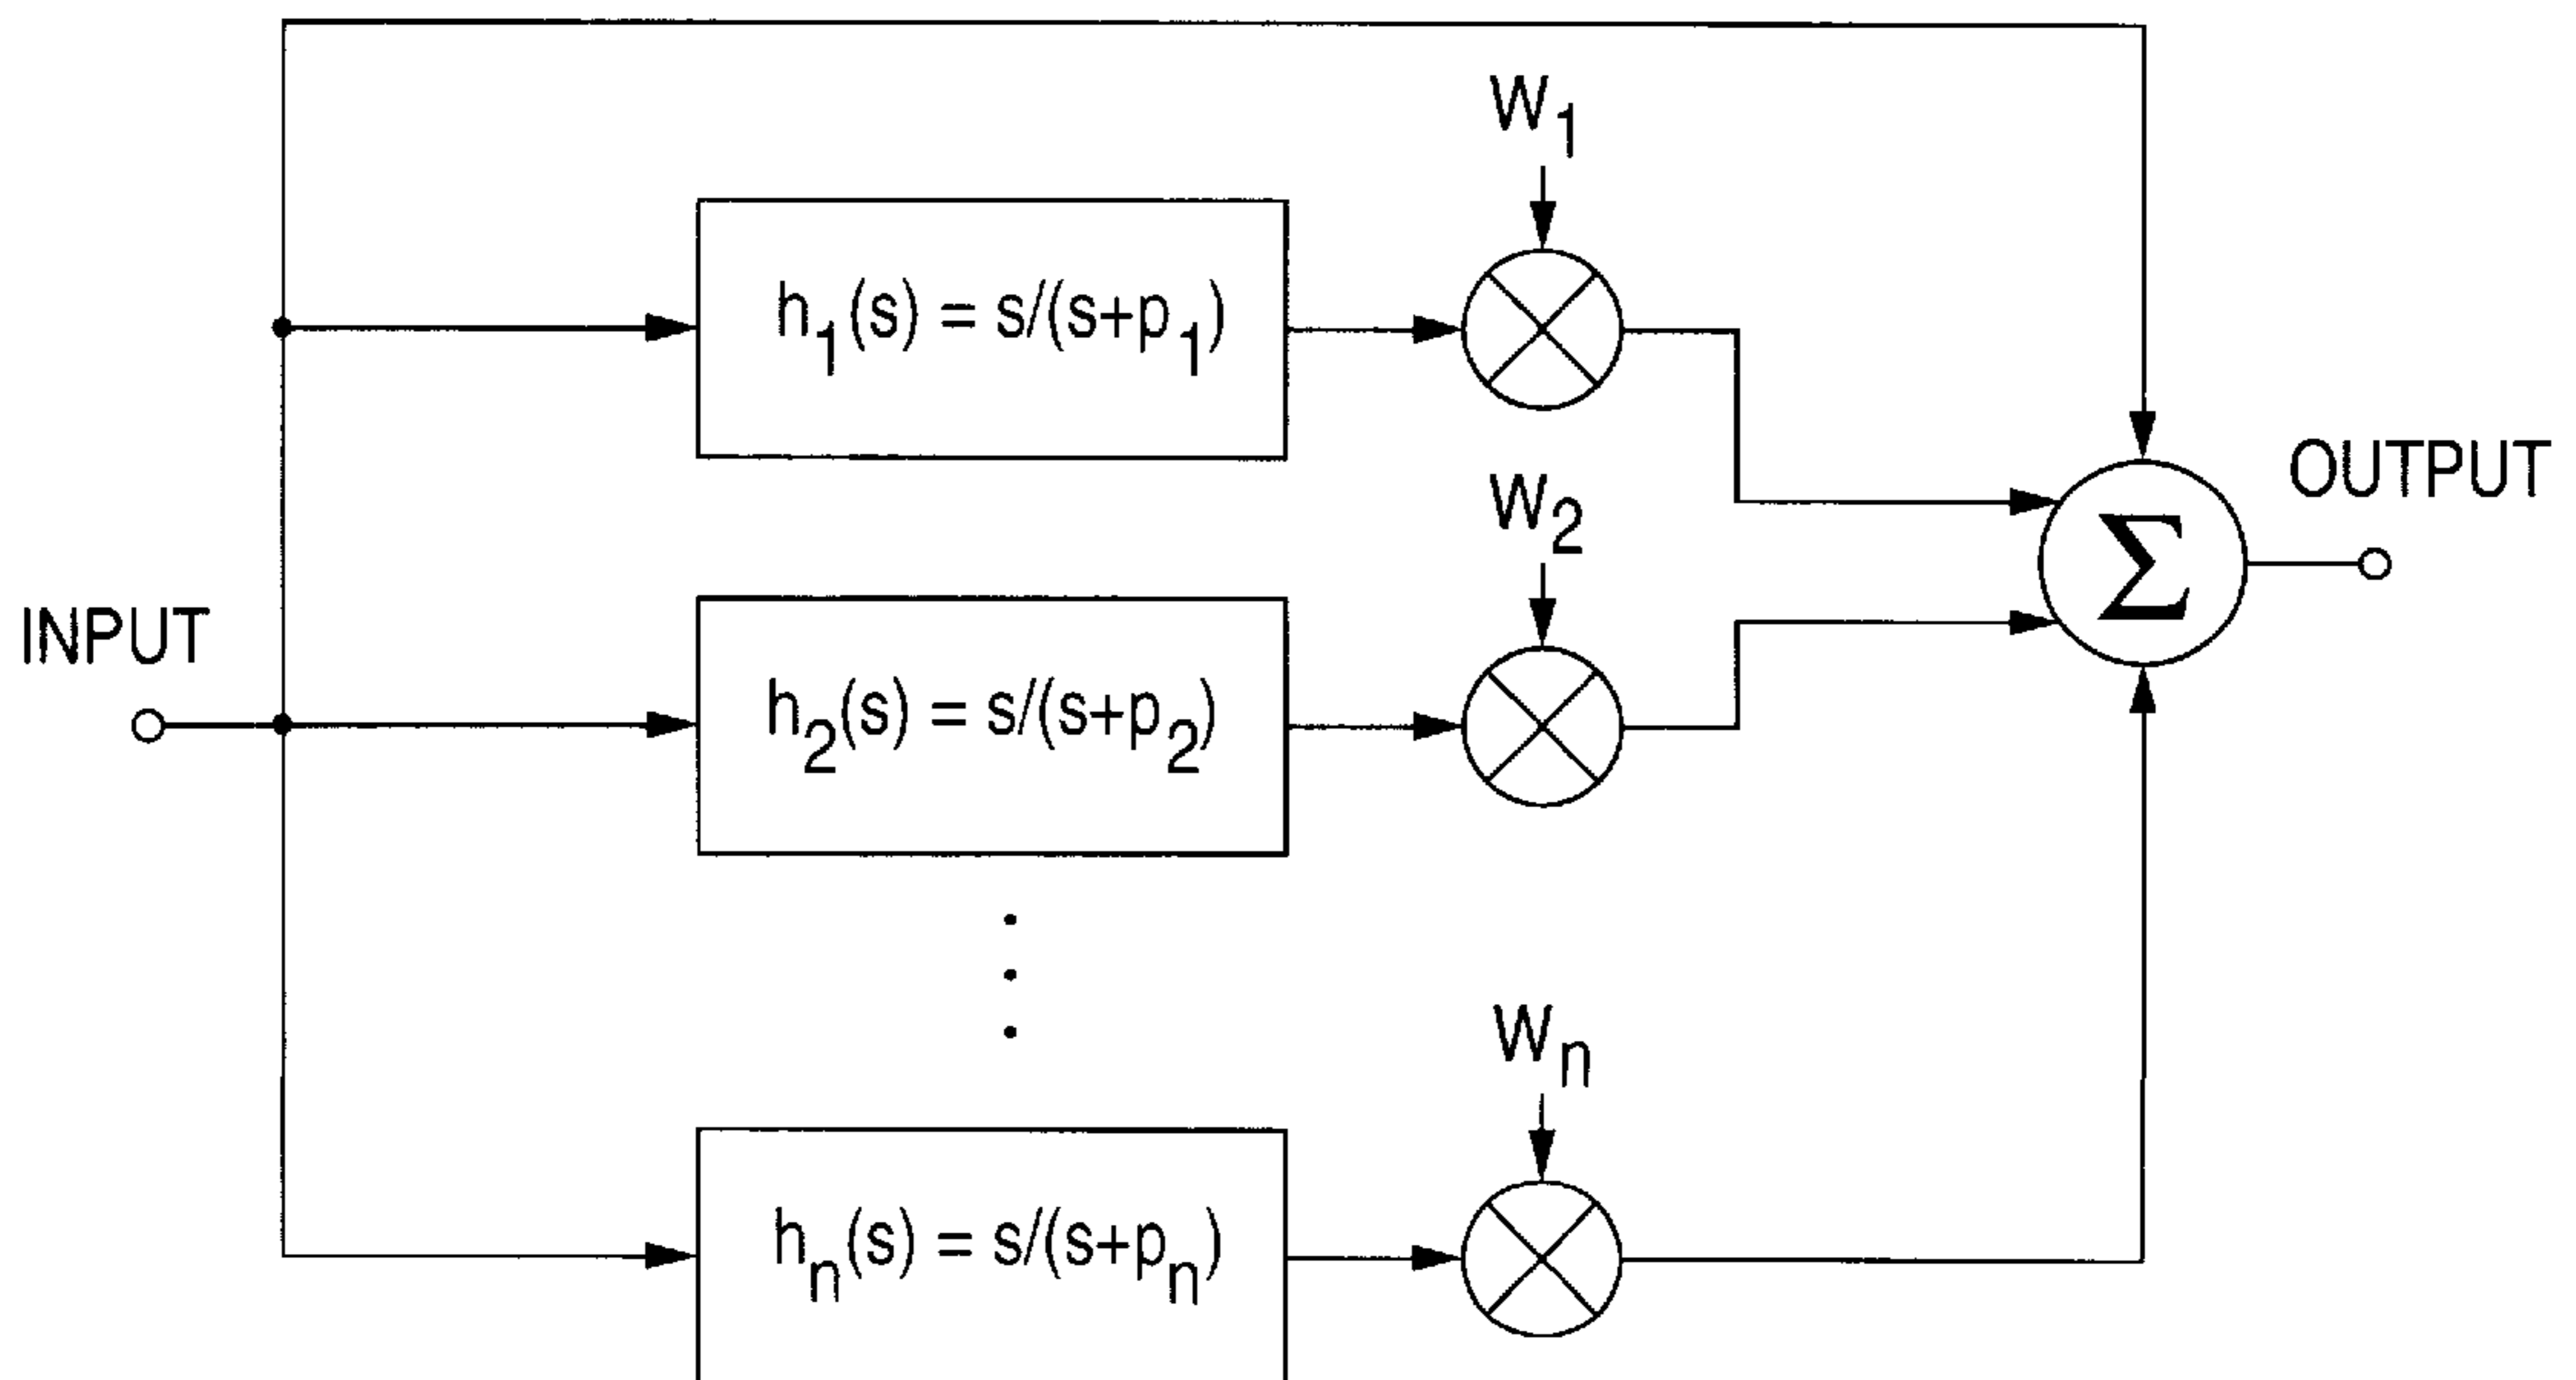 W₁
h₁(s) = s/(s+p₁)
W₂
OUTPUT
Σ
INPUT
h₂(s) = s/(s+p₂)
Wₙ
hₙ(s) = s/(s+pₙ)